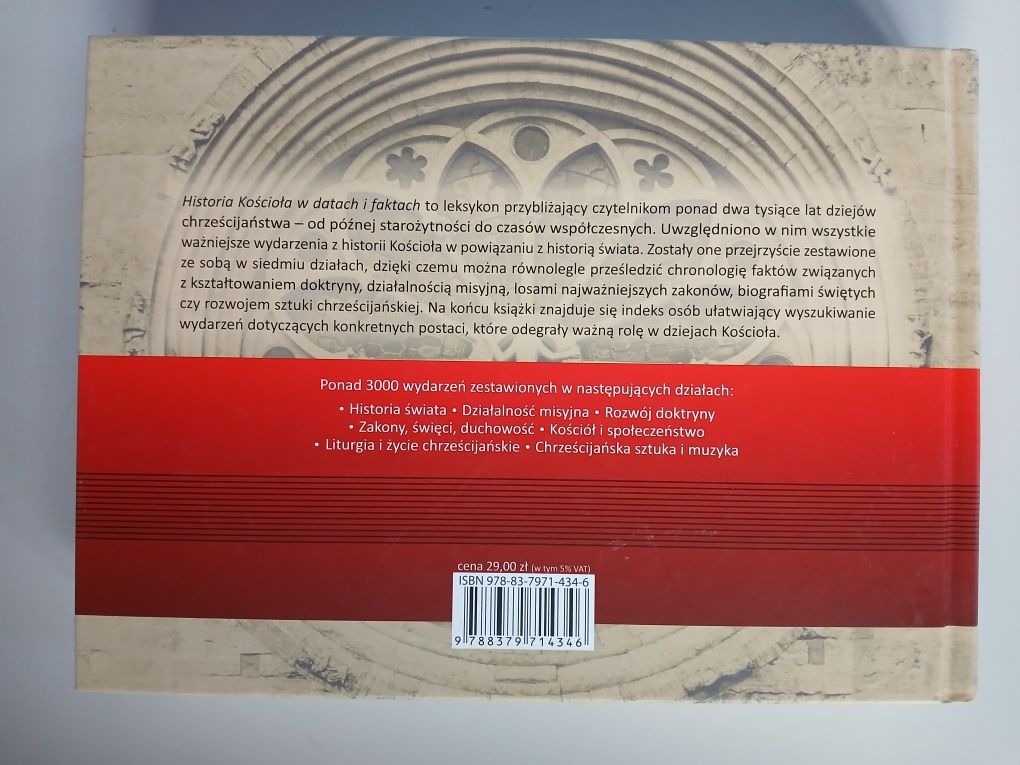 Historia Kościoła w datach i faktach to leksykon przybliżający czytelnikom ponad dwa tysiące lat dziejów
chrześcijaństwa – od późnej starożytności do czasów współczesnych. Uwzględniono w nim wszystkie
ważniejsze wydarzenia z historii Kościoła w powiązaniu z historią świata. Zostały one przejrzyście zestawione
ze sobą w siedmiu działach, dzięki czemu można równolegle prześledzić chronologię faktów związanych
z kształtowaniem doktryny, działalnością misyjną, losami najważniejszych zakonów, biografiami świętych
czy rozwojem sztuki chrześcijańskiej. Na końcu książki znajduje się indeks osób ułatwiający wyszukiwanie
wydarzeń dotyczących konkretnych postaci, które odegrały ważną rolę w dziejach Kościoła.
Ponad 3000 wydarzeń zestawionych w następujących działach:
• Historia świata • Działalność misyjna • Rozwój doktryny
• Zakony, święci, duchowość • Kościół i społeczeństwo
• Liturgia i życie chrześcijańskie • Chrześcijańska sztuka i muzyka
cena 29,00 zł (w tym 5% VAT)
ISBN 978-83-7971-434-6
9 788379 714346